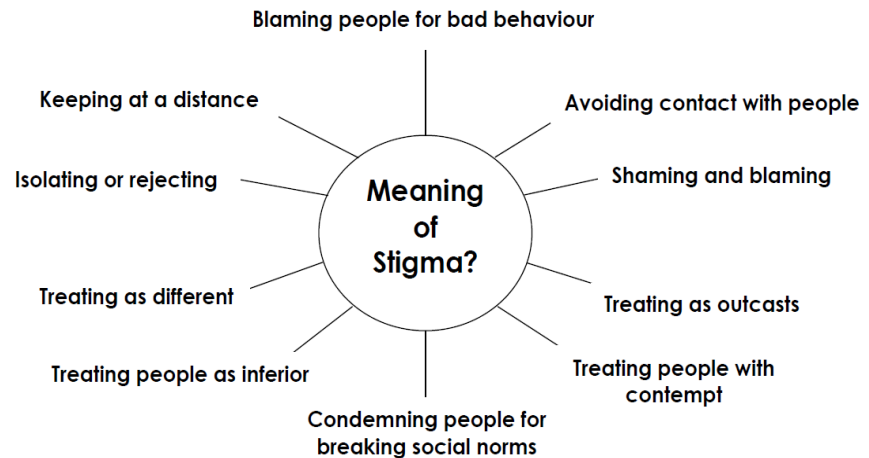 Blaming people for bad behaviour
Keeping at a distance
Avoiding contact with people
Isolating or rejecting
Shaming and blaming
Meaning
of
Stigma?
Treating as different
Treating as outcasts
Treating people as inferior
Treating people with
contempt
Condemning people for
breaking social norms